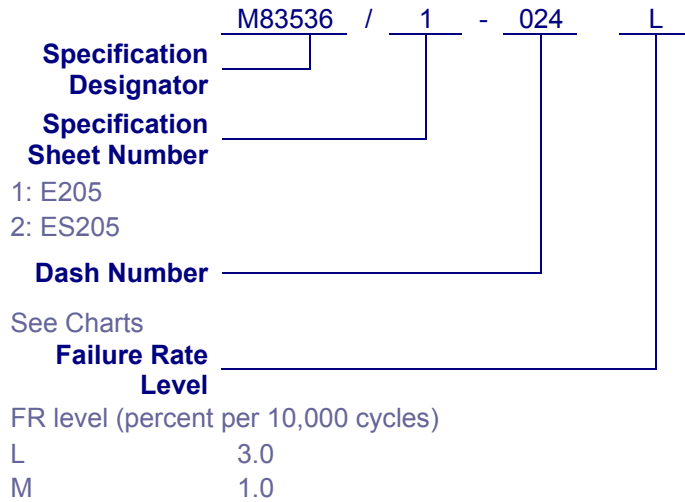 M83536 / 1 - 024 L
Specification
Designator
Specification
Sheet Number
1: E205
2: ES205
Dash Number
See Charts
Failure Rate
Level
FR level (percent per 10,000 cycles)
L 3.0
M 1.0